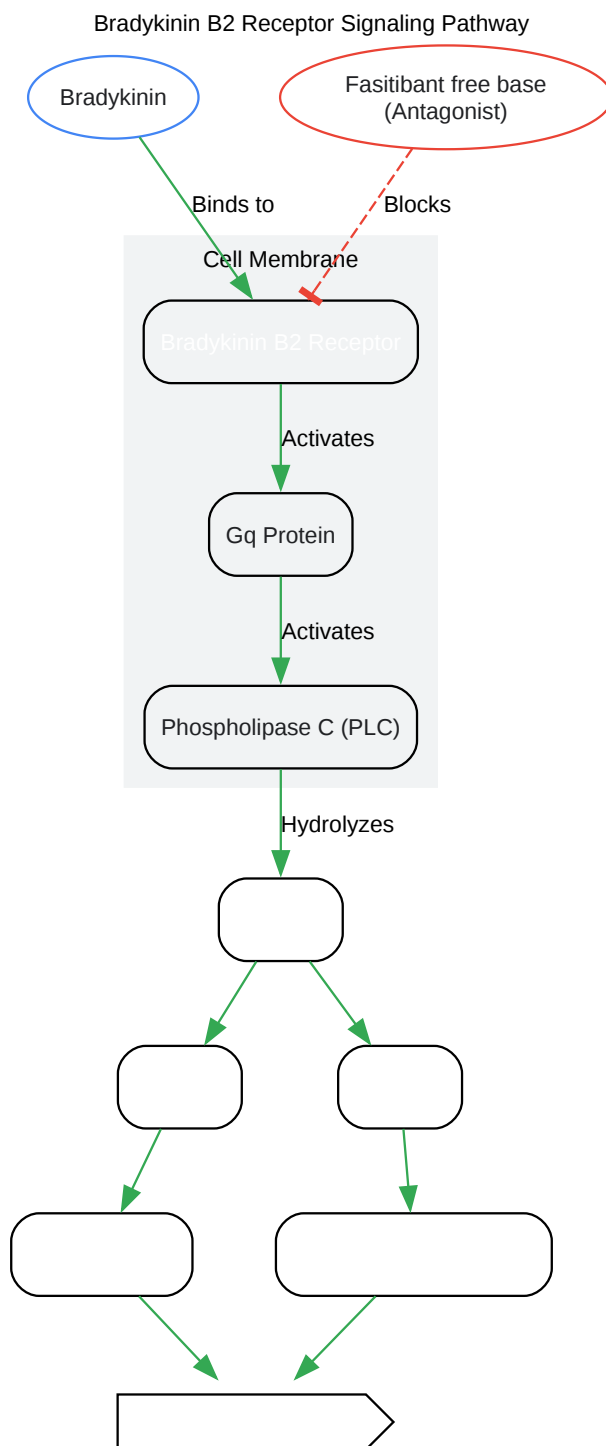 Bradykinin B2 Receptor Signaling Pathway
Bradykinin
Fasitibant free base
(Antagonist)
Binds to
Blocks
Cell Membrane
Bradykinin B2 Receptor
Activates
Gq Protein
Activates
Phospholipase C (PLC)
Hydrolyzes